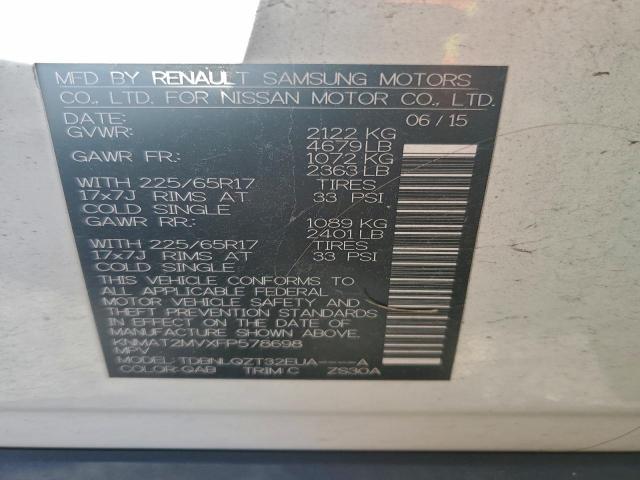 MFD BY RENAULT SAMSUNG MOTORS
CO., LTD. FOR NISSAN MOTOR CO., LTD.
DATE: 06/15
GVWR: 2122 KG
4679 LB
GAWR FR: 1072 KG
2363 LB
WITH 225/65R17 TIRES
17x7J RIMS AT 33 PSI
COLD SINGLE
GAWR RR: 1089 KG
2401 LB
WITH 225/65R17 TIRES
17x7J RIMS AT 33 PSI
COLD SINGLE
THIS VEHICLE CONFORMS TO
ALL APPLICABLE FEDERAL
MOTOR VEHICLE SAFETY AND
THEFT PREVENTION STANDARDS
IN EFFECT ON THE DATE OF
MANUFACTURE SHOWN ABOVE.
KNMAT2MVXFP578698
MPV
MODEL: TDBNLQZT32EUA-----A
COLOR: QAB TRIM C ZS30A